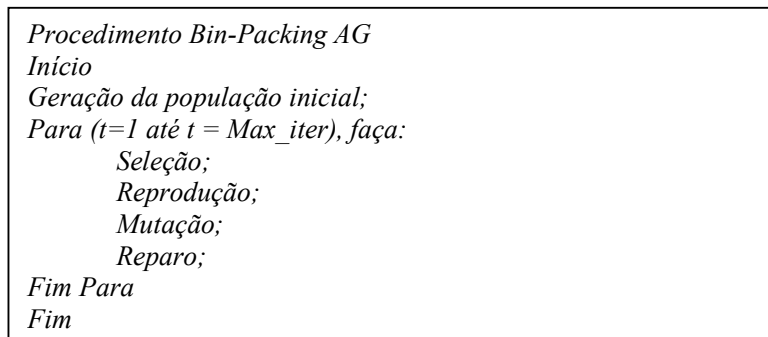 Procedimento Bin-Packing AG
Início
Geração da população inicial;
Para (t=1 até t = Max_iter), faça:
Seleção;
Reprodução;
Mutação;
Reparo;
Fim Para
Fim